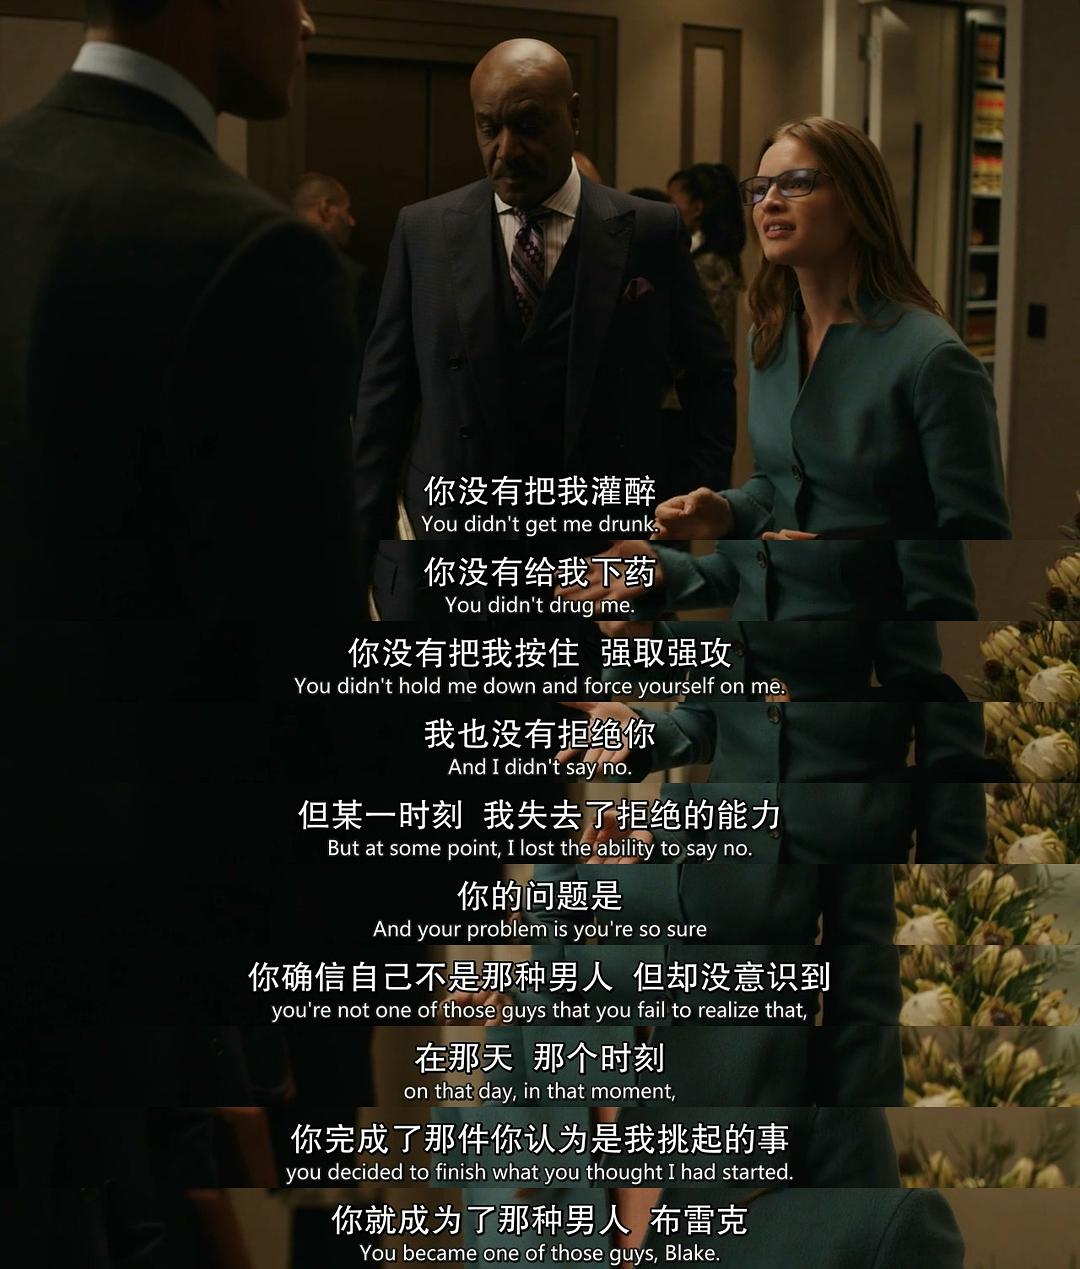 你没有把我灌醉
You didn't get me drunk.
你没有给我下药
You didn't drug me.
你没有把我按住 强取强攻
You didn't hold me down and force yourself on me.
我也没有拒绝你
And I didn't say no.
但某一时刻 我失去了拒绝的能力
But at some point, I lost the ability to say no.
你的问题是
And your problem is you're so sure
你确信自己不是那种男人 但却没意识到
you're not one of those guys that you fail to realize that,
在那天 那个时刻
on that day, in that moment,
你完成了那件你认为是我挑起的事
you decided to finish what you thought I had started.
你就成为了那种男人 布雷克
You became one of those guys, Blake.